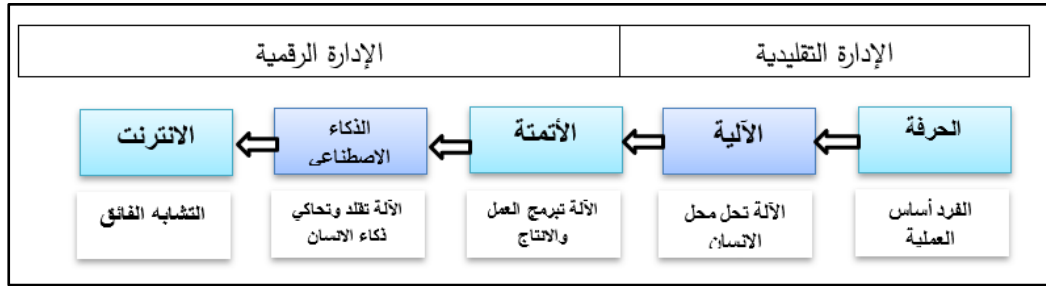 الإدارة التقليدية
الإدارة الرقمية
الحرفة
الآلية
الأتمتة
الذكاء
الاصطناعي
الانترنت
الفرد أساس
العملية
الآلة تحل محل
الانسان
الآلة تبرمج العمل
والانتاج
الآلة تقلد وتحاكي
ذكاء الانسان
التشابه الفائق